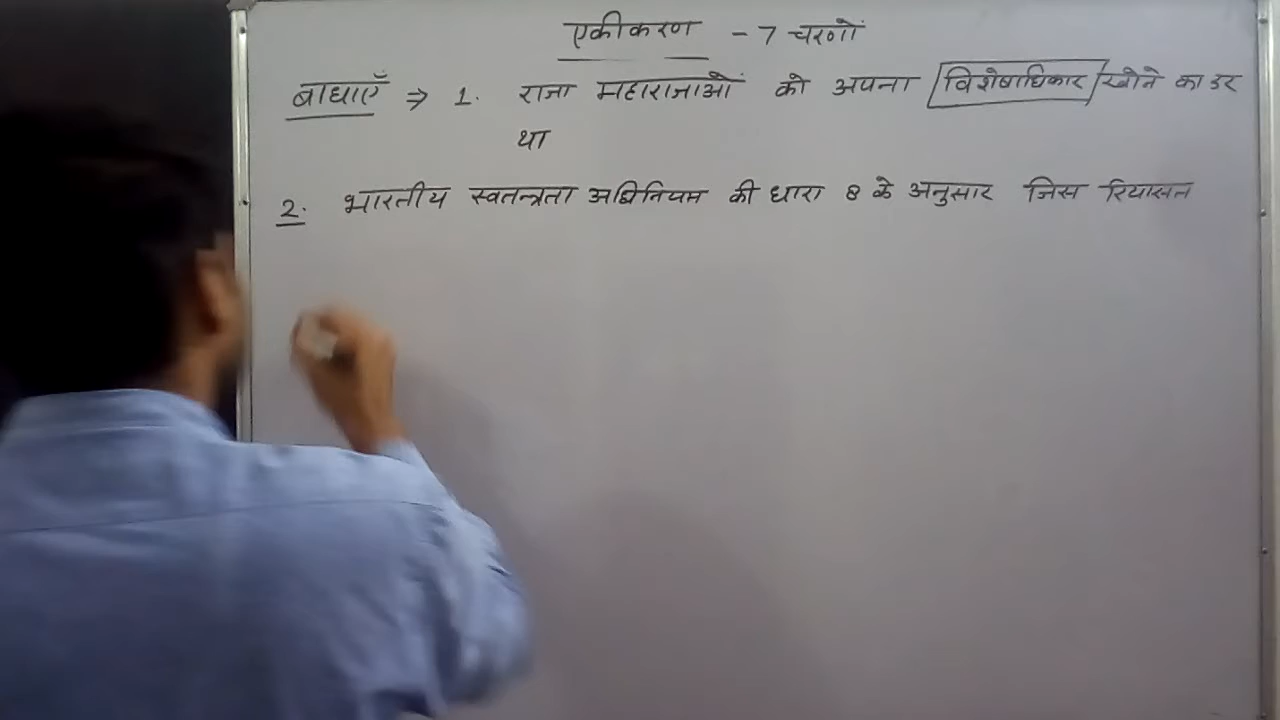 एकीकरण - 7 चरणों
बाधाएँ ⇒ 1. राजा महाराजाओं को अपना विशेषाधिकार खोने का डर
था
2. भारतीय स्वतन्त्रता अधिनियम की धारा 8 के अनुसार जिस रियासत